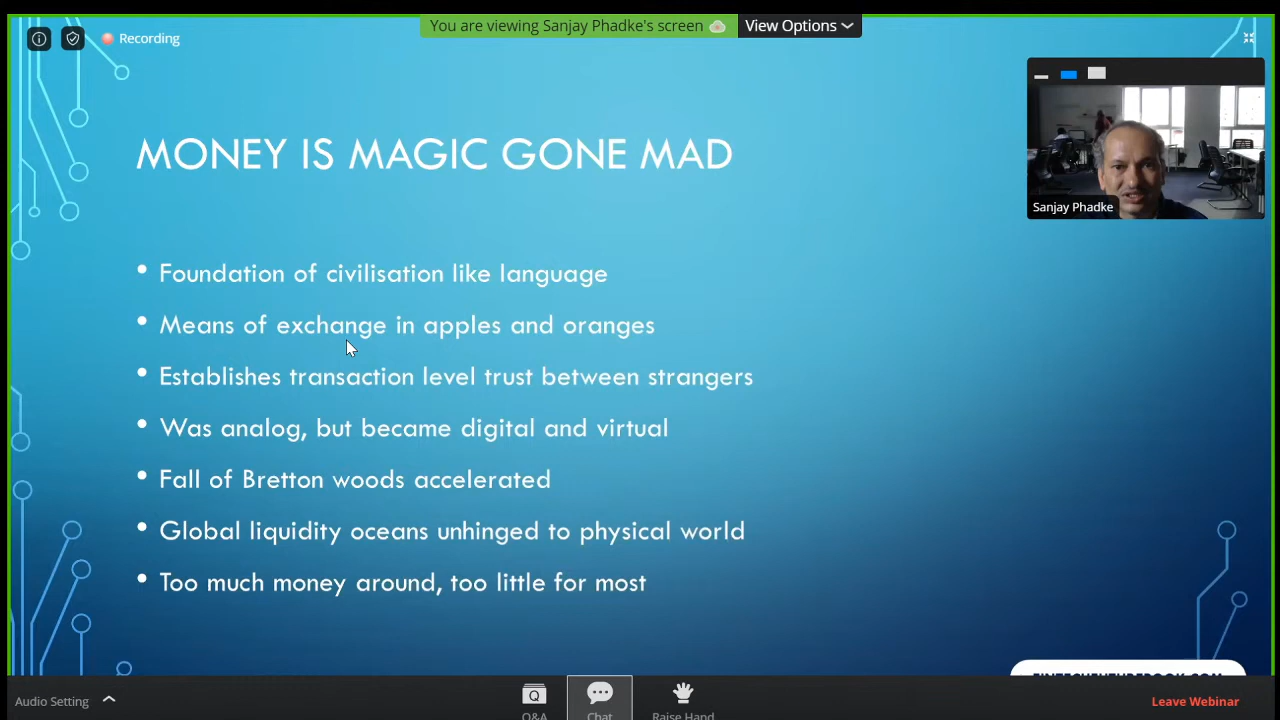 You are viewing Sanjay Phadke's screen
View Options
Recording
MONEY IS MAGIC GONE MAD
Sanjay Phadke
• Foundation of civilisation like language
• Means of exchange in apples and oranges
• Establishes transaction level trust between strangers
• Was analog, but became digital and virtual
• Fall of Bretton woods accelerated
• Global liquidity oceans unhinged to physical world
• Too much money around, too little for most
Audio Setting
Q&A
Chat
Raise Hand
Leave Webinar